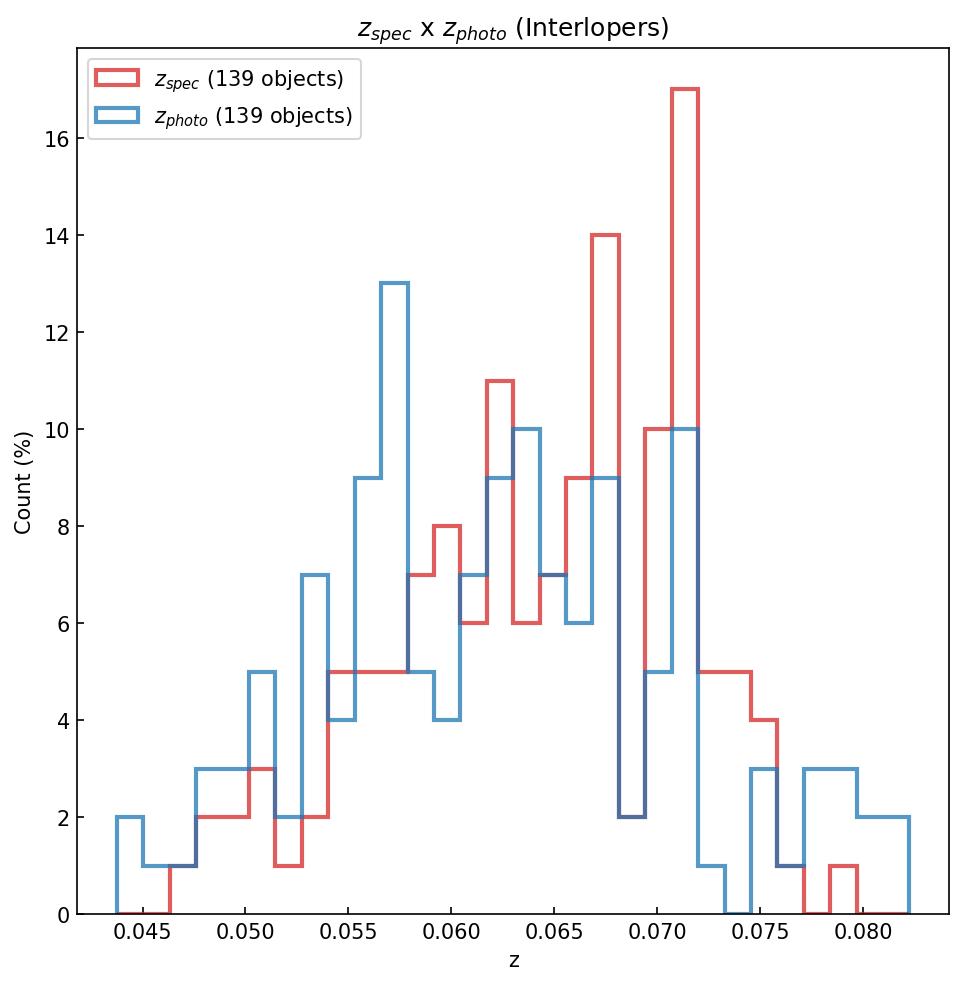 z_spec x z_photo (Interlopers)
z_spec (139 objects)
z_photo (139 objects)
Count (%)
16
14
12
10
8
6
4
2
0
0.045 0.050 0.055 0.060 0.065 0.070 0.075 0.080
z